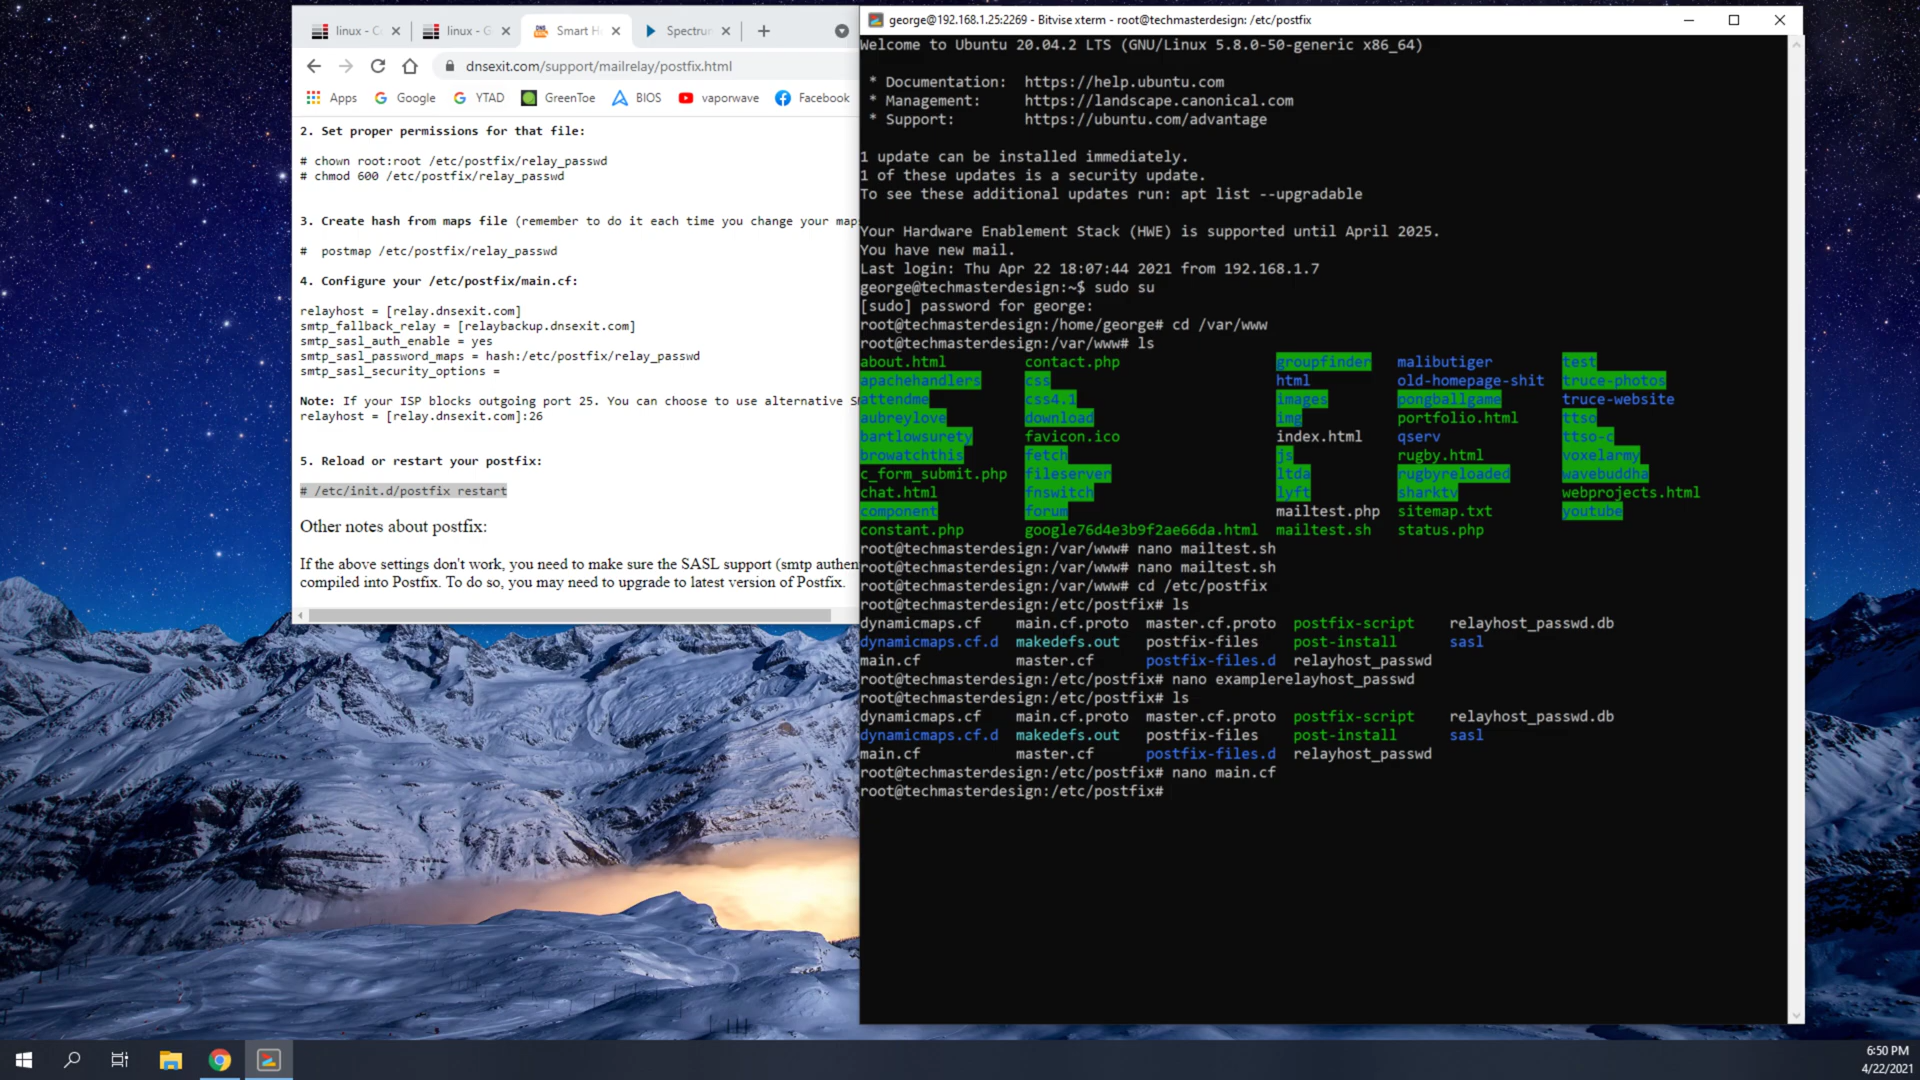 linux - C
linux - G
Smart H
Spectrum
dnsexit.com/support/mailrelay/postfix.html
Apps
Google
YTAD
GreenToe
BIOS
vaporwave
Facebook
2. Set proper permissions for that file:
# chown root:root /etc/postfix/relay_passwd
# chmod 600 /etc/postfix/relay_passwd
3. Create hash from maps file (remember to do it each time you change your map
# postmap /etc/postfix/relay_passwd
4. Configure your /etc/postfix/main.cf:
relayhost = [relay.dnsexit.com]
smtp_fallback_relay = [relaybackup.dnsexit.com]
smtp_sasl_auth_enable = yes
smtp_sasl_password_maps = hash:/etc/postfix/relay_passwd
smtp_sasl_security_options =
Note: If your ISP blocks outgoing port 25. You can choose to use alternative S
relayhost = [relay.dnsexit.com]:26
5. Reload or restart your postfix:
# /etc/init.d/postfix restart
Other notes about postfix:
If the above settings don't work, you need to make sure the SASL support (smtp authen
compiled into Postfix. To do so, you may need to upgrade to latest version of Postfix.
george@192.168.1.25:2269 - Bitvise xterm - root@techmasterdesign: /etc/postfix
Welcome to Ubuntu 20.04.2 LTS (GNU/Linux 5.8.0-50-generic x86_64)
* Documentation: https://help.ubuntu.com
* Management: https://landscape.canonical.com
* Support: https://ubuntu.com/advantage
1 update can be installed immediately.
1 of these updates is a security update.
To see these additional updates run: apt list --upgradable
Your Hardware Enablement Stack (HWE) is supported until April 2025.
You have new mail.
Last login: Thu Apr 22 18:07:44 2021 from 192.168.1.7
george@techmasterdesign:~$ sudo su
[sudo] password for george:
root@techmasterdesign:/home/george# cd /var/www
root@techmasterdesign:/var/www# ls
about.html contact.php groupfinder malibutiger test
apachehandlers css html old-homepage-shit truce-photos
attendme css4.1 images pongballgame truce-website
aubreylove download img portfolio.html ttso
bartlowsurety favicon.ico index.html qserv ttso-c
browatchthis fetch js rugby.html voxelarmy
c_form_submit.php fileserver ltda rugbyreloaded wavebuddha
chat.html fnswitch lyft sharktv webprojects.html
component forum mailtest.php sitemap.txt youtube
constant.php google76d4e3b9f2ae66da.html mailtest.sh status.php
root@techmasterdesign:/var/www# nano mailtest.sh
root@techmasterdesign:/var/www# nano mailtest.sh
root@techmasterdesign:/var/www# cd /etc/postfix
root@techmasterdesign:/etc/postfix# ls
dynamicmaps.cf main.cf.proto master.cf.proto postfix-script relayhost_passwd.db
dynamicmaps.cf.d makedefs.out postfix-files post-install sasl
main.cf master.cf postfix-files.d relayhost_passwd
root@techmasterdesign:/etc/postfix# nano examplerelayhost_passwd
root@techmasterdesign:/etc/postfix# ls
dynamicmaps.cf main.cf.proto master.cf.proto postfix-script relayhost_passwd.db
dynamicmaps.cf.d makedefs.out postfix-files post-install sasl
main.cf master.cf postfix-files.d relayhost_passwd
root@techmasterdesign:/etc/postfix# nano main.cf
root@techmasterdesign:/etc/postfix#
6:50 PM
4/22/2021